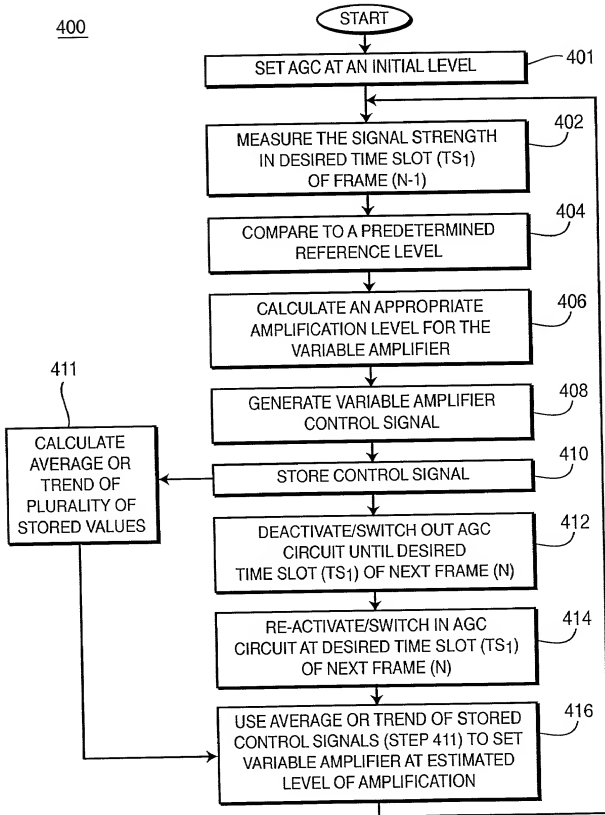 400
START
SET AGC AT AN INITIAL LEVEL
401
MEASURE THE SIGNAL STRENGTH
IN DESIRED TIME SLOT (TS1)
OF FRAME (N-1)
402
COMPARE TO A PREDETERMINED
REFERENCE LEVEL
404
CALCULATE AN APPROPRIATE
AMPLIFICATION LEVEL FOR THE
VARIABLE AMPLIFIER
406
GENERATE VARIABLE AMPLIFIER
CONTROL SIGNAL
408
STORE CONTROL SIGNAL
410
411
CALCULATE
AVERAGE OR
TREND OF
PLURALITY OF
STORED VALUES
DEACTIVATE/SWITCH OUT AGC
CIRCUIT UNTIL DESIRED
TIME SLOT (TS1) OF NEXT FRAME (N)
412
RE-ACTIVATE/SWITCH IN AGC
CIRCUIT AT DESIRED TIME SLOT (TS1)
OF NEXT FRAME (N)
414
USE AVERAGE OR TREND OF STORED
CONTROL SIGNALS (STEP 411) TO SET
VARIABLE AMPLIFIER AT ESTIMATED
LEVEL OF AMPLIFICATION
416